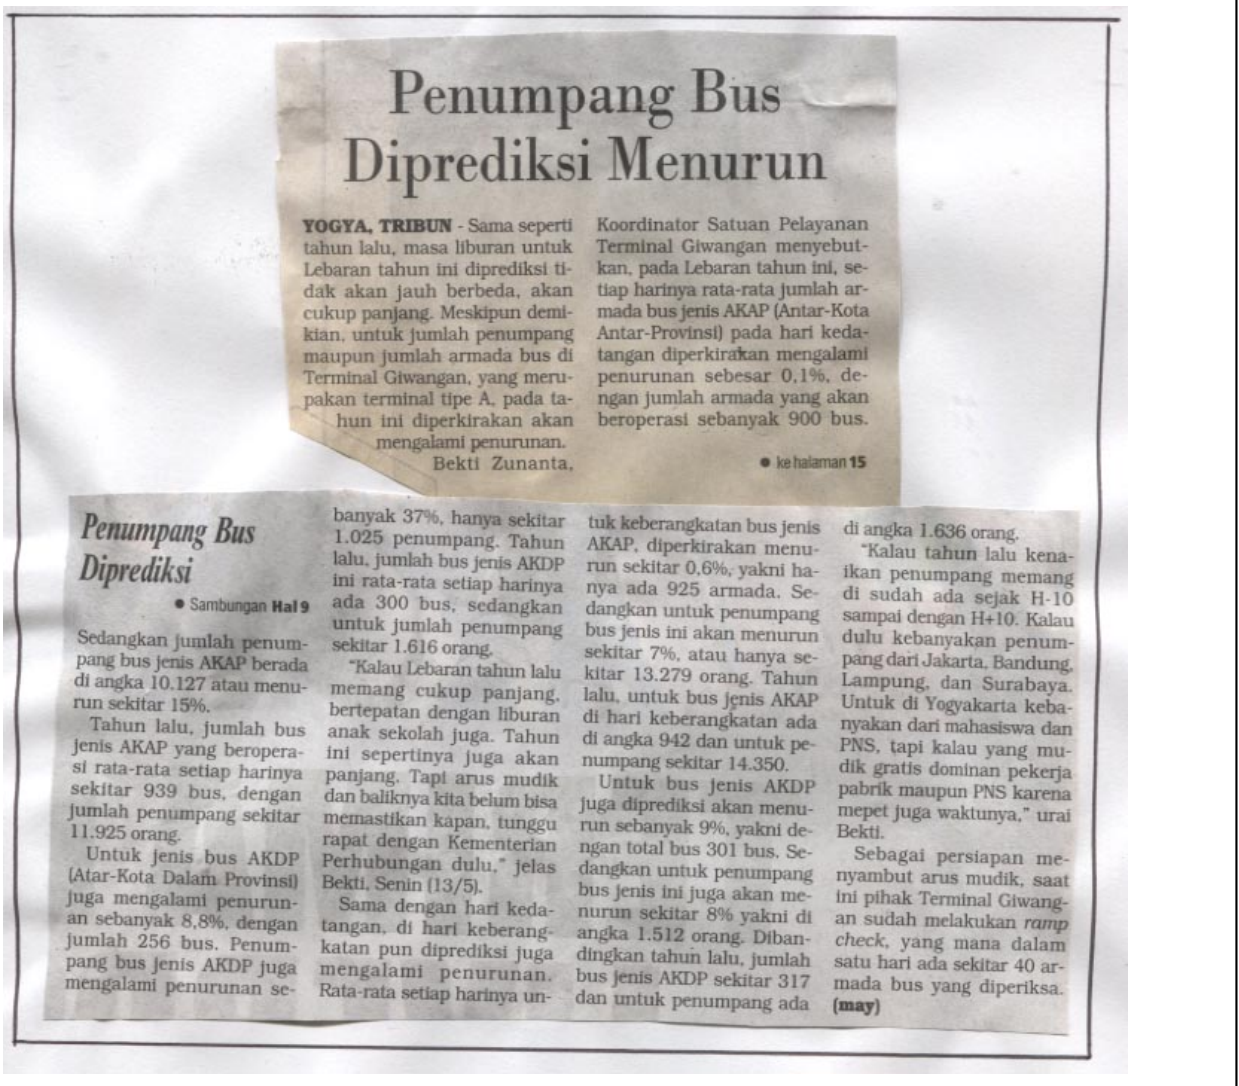 Penumpang Bus
Diprediksi Menurun
YOGYA, TRIBUN - Sama seperti
tahun lalu, masa liburan untuk
Lebaran tahun ini diprediksi ti-
dak akan jauh berbeda, akan
cukup panjang. Meskipun demi-
kian, untuk jumlah penumpang
maupun jumlah armada bus di
Terminal Giwangan, yang meru-
pakan terminal tipe A, pada ta-
hun ini diperkirakan akan
mengalami penurunan.
Bekti Zunanta,
Koordinator Satuan Pelayanan
Terminal Giwangan menyebut-
kan, pada Lebaran tahun ini, se-
tiap harinya rata-rata jumlah ar-
mada bus jenis AKAP (Antar-Kota
Antar-Provinsi) pada hari keda-
tangan diperkirakan mengalami
penurunan sebesar 0,1%, de-
ngan jumlah armada yang akan
beroperasi sebanyak 900 bus.
● ke halaman 15
Penumpang Bus
Diprediksi
● Sambungan Hal 9
Sedangkan jumlah penum-
pang bus jenis AKAP berada
di angka 10.127 atau menu-
run sekitar 15%.
Tahun lalu, jumlah bus
jenis AKAP yang beropera-
si rata-rata setiap harinya
sekitar 939 bus, dengan
jumlah penumpang sekitar
11.925 orang.
Untuk jenis bus AKDP
(Atar-Kota Dalam Provinsi)
juga mengalami penurun-
an sebanyak 8,8%, dengan
jumlah 256 bus. Penum-
pang bus jenis AKDP juga
mengalami penurunan se-
banyak 37%, hanya sekitar
1.025 penumpang. Tahun
lalu, jumlah bus jenis AKDP
ini rata-rata setiap harinya
ada 300 bus, sedangkan
untuk jumlah penumpang
sekitar 1.616 orang.
"Kalau Lebaran tahun lalu
memang cukup panjang,
bertepatan dengan liburan
anak sekolah juga. Tahun
ini sepertinya juga akan
panjang. Tapi arus mudik
dan baliknya kita belum bisa
memastikan kapan, tunggu
rapat dengan Kementerian
Perhubungan dulu," jelas
Bekti, Senin (13/5).
Sama dengan hari keda-
tangan, di hari keberang-
katan pun diprediksi juga
mengalami penurunan.
Rata-rata setiap harinya un-
tuk keberangkatan bus jenis
AKAP, diperkirakan menu-
run sekitar 0,6%, yakni ha-
nya ada 925 armada. Se-
dangkan untuk penumpang
bus jenis ini akan menurun
sekitar 7%, atau hanya se-
kitar 13.279 orang. Tahun
lalu, untuk bus jenis AKAP
di hari keberangkatan ada
di angka 942 dan untuk pe-
numpang sekitar 14.350.
Untuk bus jenis AKDP
juga diprediksi akan menu-
run sebanyak 9%, yakni de-
ngan total bus 301 bus. Se-
dangkan untuk penumpang
bus jenis ini juga akan me-
nurun sekitar 8% yakni di
angka 1.512 orang. Diban-
dingkan tahun lalu, jumlah
bus jenis AKDP sekitar 317
dan untuk penumpang ada
di angka 1.636 orang.
"Kalau tahun lalu kena-
ikan penumpang memang
di sudah ada sejak H-10
sampai dengan H+10. Kalau
dulu kebanyakan penum-
pang dari Jakarta, Bandung,
Lampung, dan Surabaya.
Untuk di Yogyakarta keba-
nyakan dari mahasiswa dan
PNS, tapi kalau yang mu-
dik gratis dominan pekerja
pabrik maupun PNS karena
mepet juga waktunya," urai
Bekti.
Sebagai persiapan me-
nyambut arus mudik, saat
ini pihak Terminal Giwang-
an sudah melakukan ramp
check, yang mana dalam
satu hari ada sekitar 40 ar-
mada bus yang diperiksa.
(may)